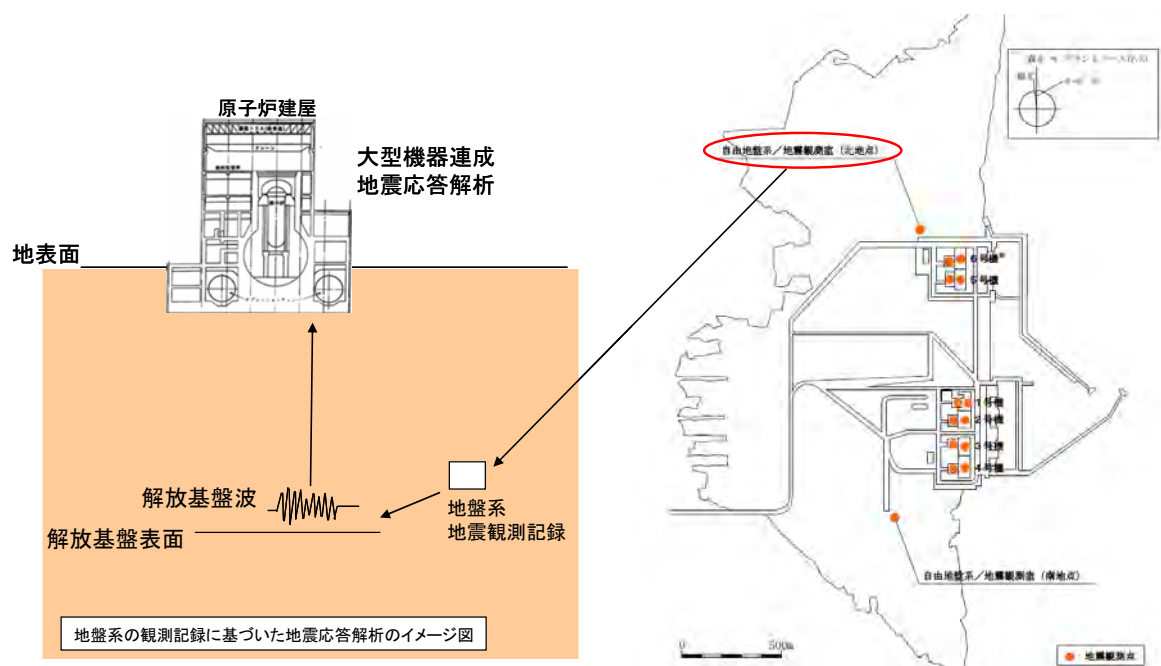 原子炉建屋
クレーン
大型機器連成
地震応答解析
地表面
解放基盤波
解放基盤表面
地盤系
地震観測記録
地盤系の観測記録に基づいた地震応答解析のイメージ図
自由地盤系/地震観測室(北地点)
6号機
5号機
1号機
2号機
3号機
4号機
自由地盤系/地震観測室(南地点)
0 500m
地震観測点